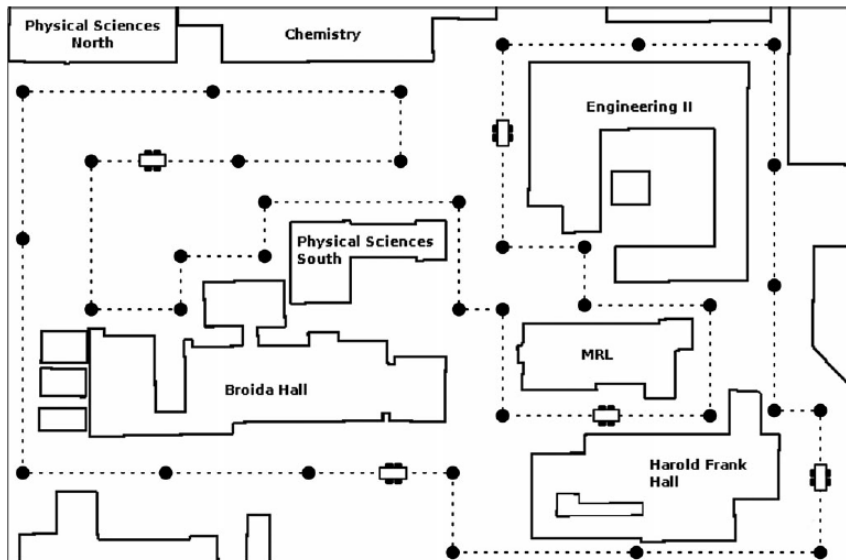 Physical Sciences
North
Chemistry
Engineering II
Physical Sciences
South
MRL
Broida Hall
Harold Frank
Hall